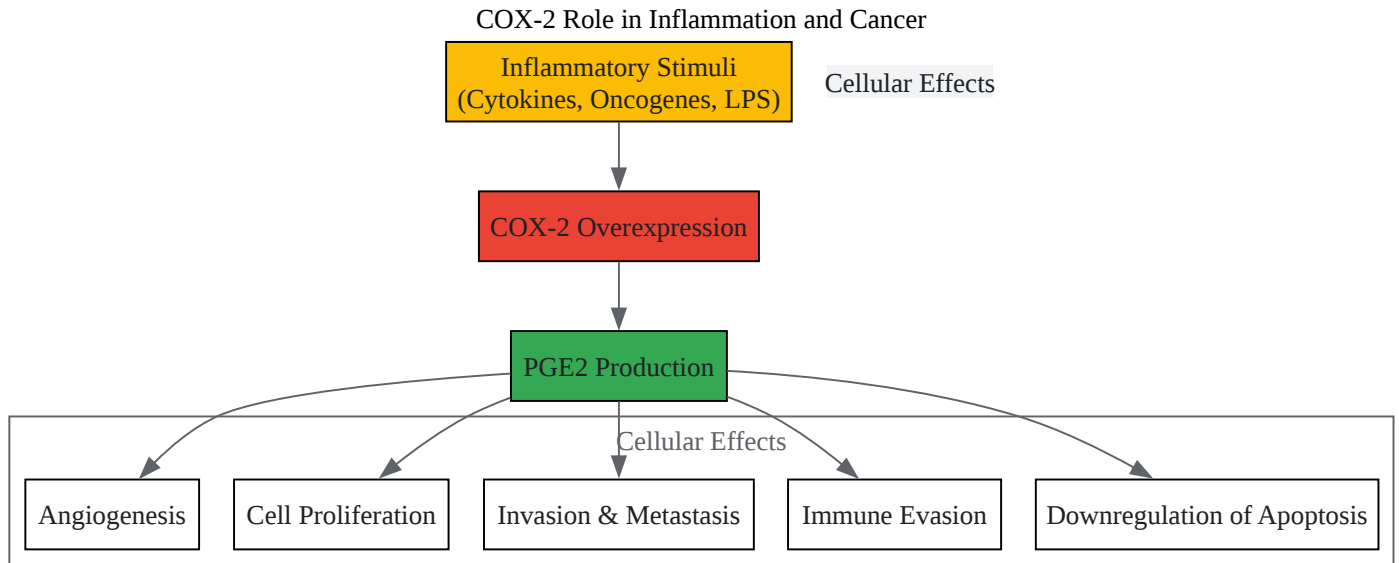 COX-2 Role in Inflammation and Cancer
Inflammatory Stimuli
(Cytokines, Oncogenes, LPS)
Cellular Effects
COX-2 Overexpression
PGE2 Production
Cellular Effects
Angiogenesis
Cell Proliferation
Invasion & Metastasis
Immune Evasion
Downregulation of Apoptosis